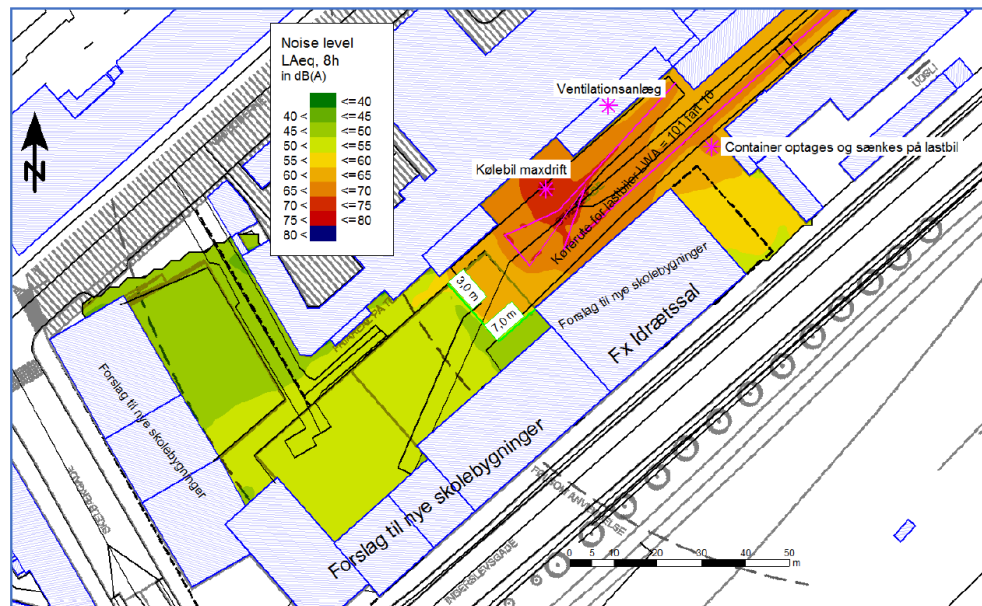 Noise level
LAeq, 8h
in dB(A)
<=40
40 < <=45
45 < <=50
50 < <=55
55 < <=60
60 < <=65
65 < <=70
70 < <=75
75 < <=80
80 <
N
Ventilationsanlæg
Kølebil maxdrift
Container optages og sænkes på lastbil
Kørerute for lastbiler LWA = 101 fart 10
3,0 m
7,0 m
Forslag til nye skolebygninger
Fx Idrætssal
Forslag til nye skolebygninger
Forslag til nye skolebygninger
INGERSLEVSGADE
0 5 10 20 30 40 50
m